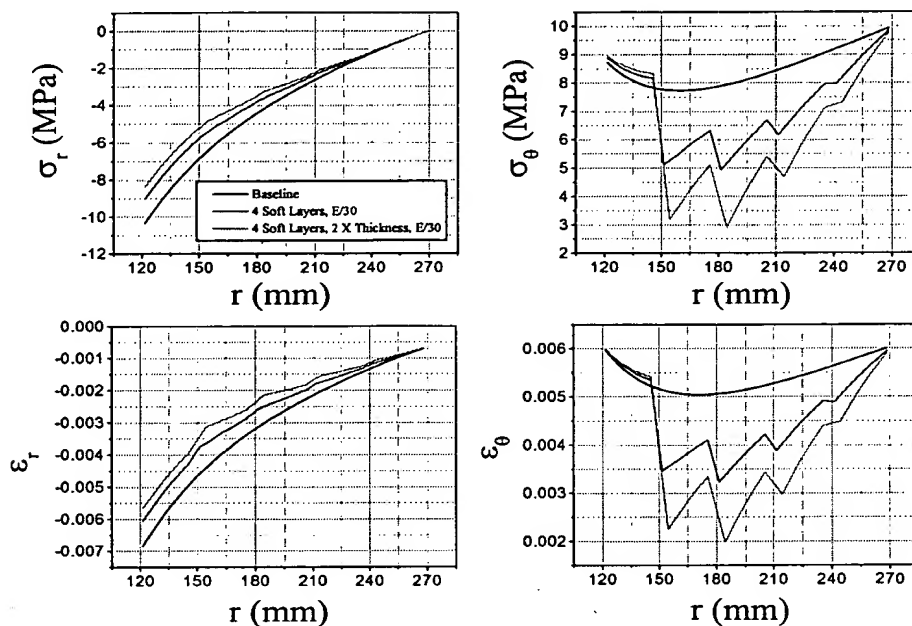 σr (MPa)
0
-2
-4
-6
-8
-10
-12
Baseline
4 Soft Layers, E/30
4 Soft Layers, 2 X Thickness, E/30
120 150 180 210 240 270
r (mm)
σθ (MPa)
10
9
8
7
6
5
4
3
2
120 150 180 210 240 270
r (mm)
εr
0.000
-0.001
-0.002
-0.003
-0.004
-0.005
-0.006
-0.007
120 150 180 210 240 270
r (mm)
εθ
0.006
0.005
0.004
0.003
0.002
120 150 180 210 240 270
r (mm)